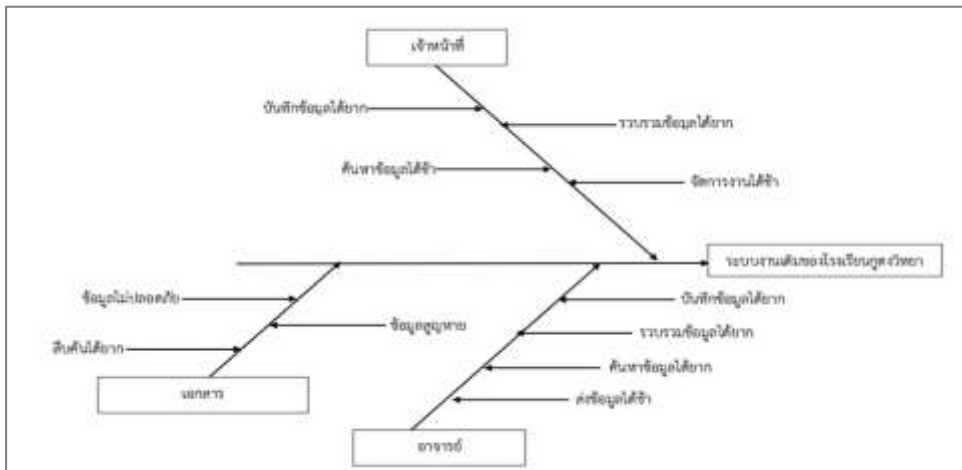 เจ้าหน้าที่
บันทึกข้อมูลได้ยาก
รวบรวมข้อมูลได้ยาก
ค้นหาข้อมูลได้ช้า
จัดการงานได้ช้า
ระบบงานเดิมของโรงเรียนกูตงวิทยา
ข้อมูลไม่ปลอดภัย
บันทึกข้อมูลได้ยาก
ข้อมูลสูญหาย
รวบรวมข้อมูลได้ยาก
สืบค้นได้ยาก
ค้นหาข้อมูลได้ยาก
เอกสาร
ส่งข้อมูลได้ช้า
อาจารย์